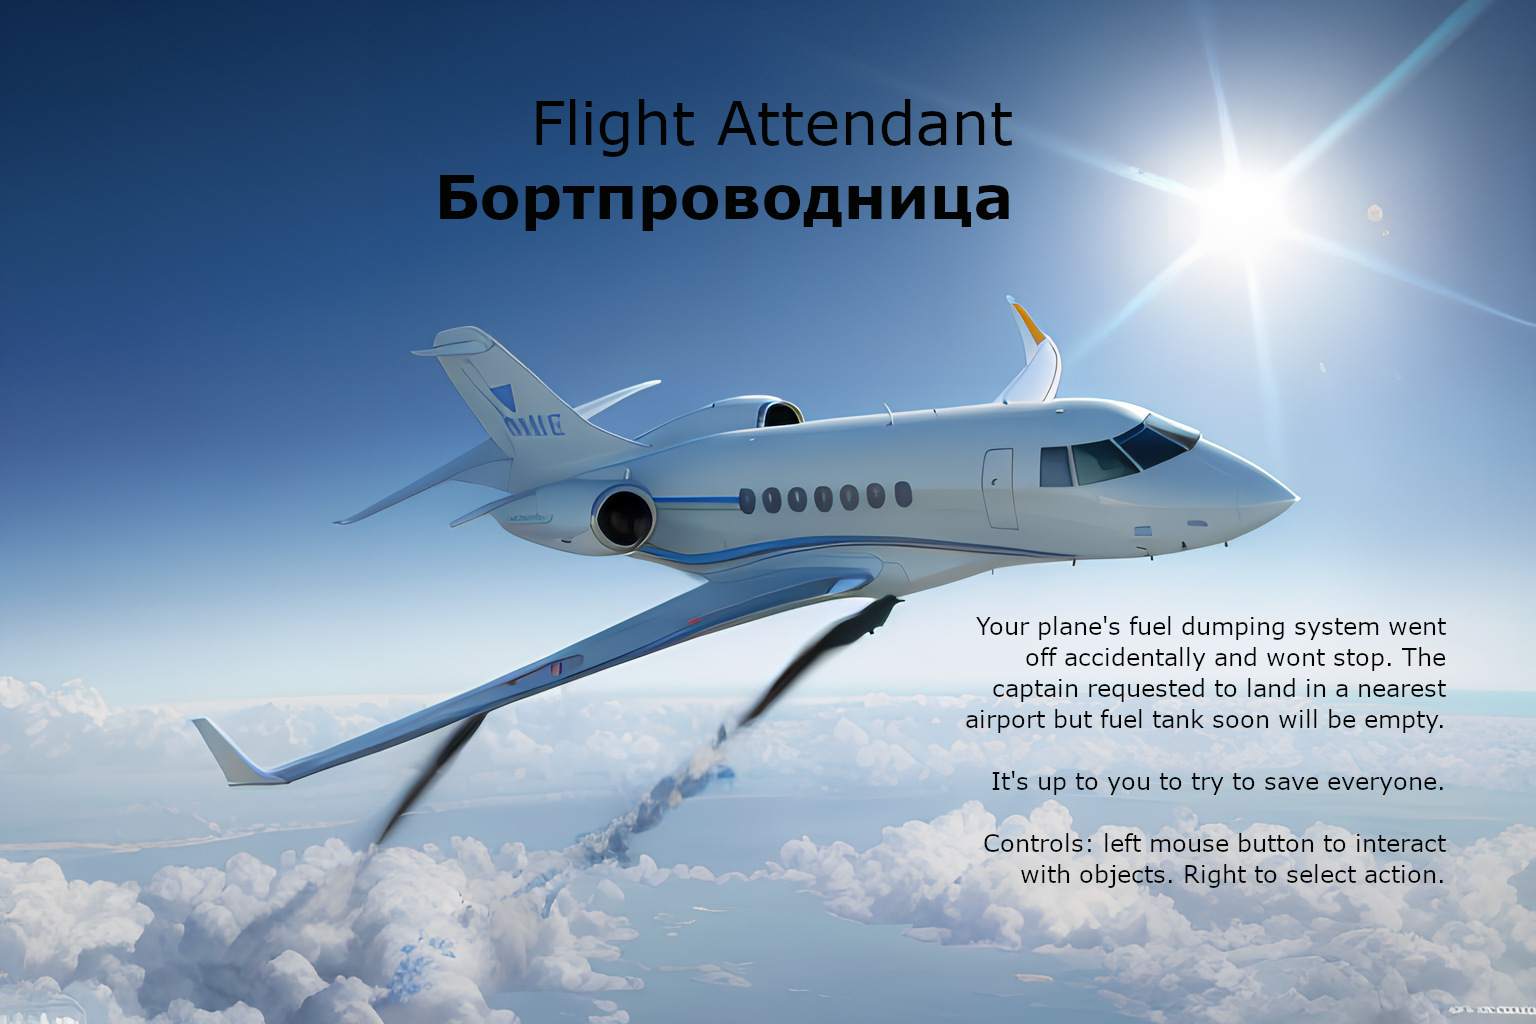 Flight Attendant
Бортпроводница
Your plane's fuel dumping system went
off accidentally and wont stop. The
captain requested to land in a nearest
airport but fuel tank soon will be empty.
It's up to you to try to save everyone.
Controls: left mouse button to interact
with objects. Right to select action.